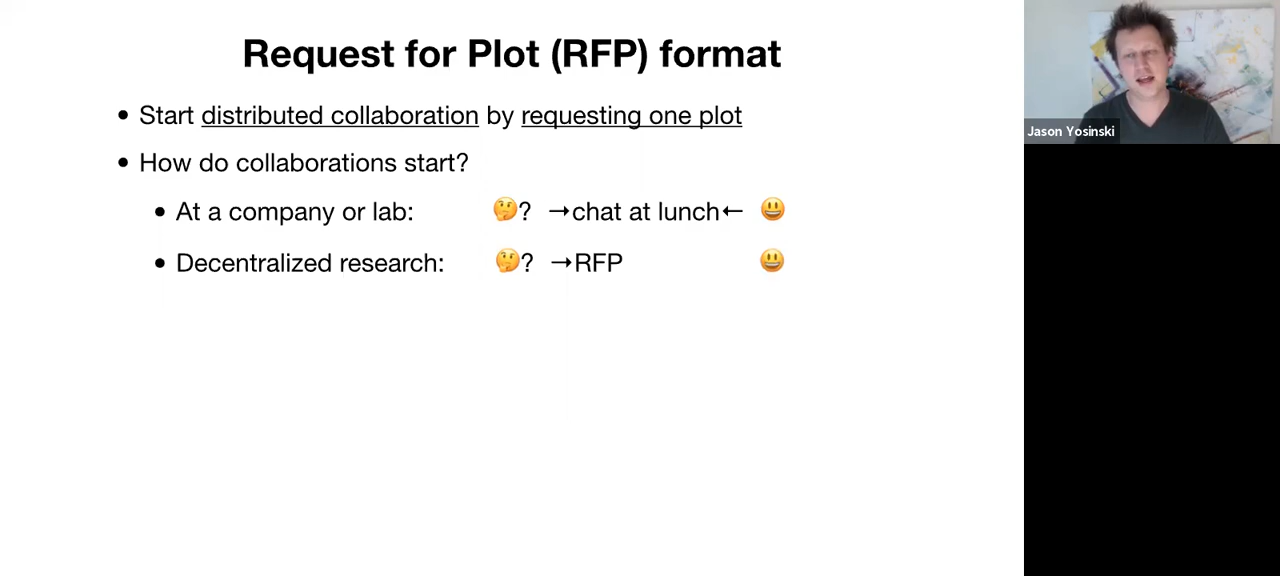 Request for Plot (RFP) format
• Start distributed collaboration by requesting one plot
• How do collaborations start?
• At a company or lab: 🤔? →chat at lunch← 😃
• Decentralized research: 🤔? →RFP 😃
Jason Yosinski